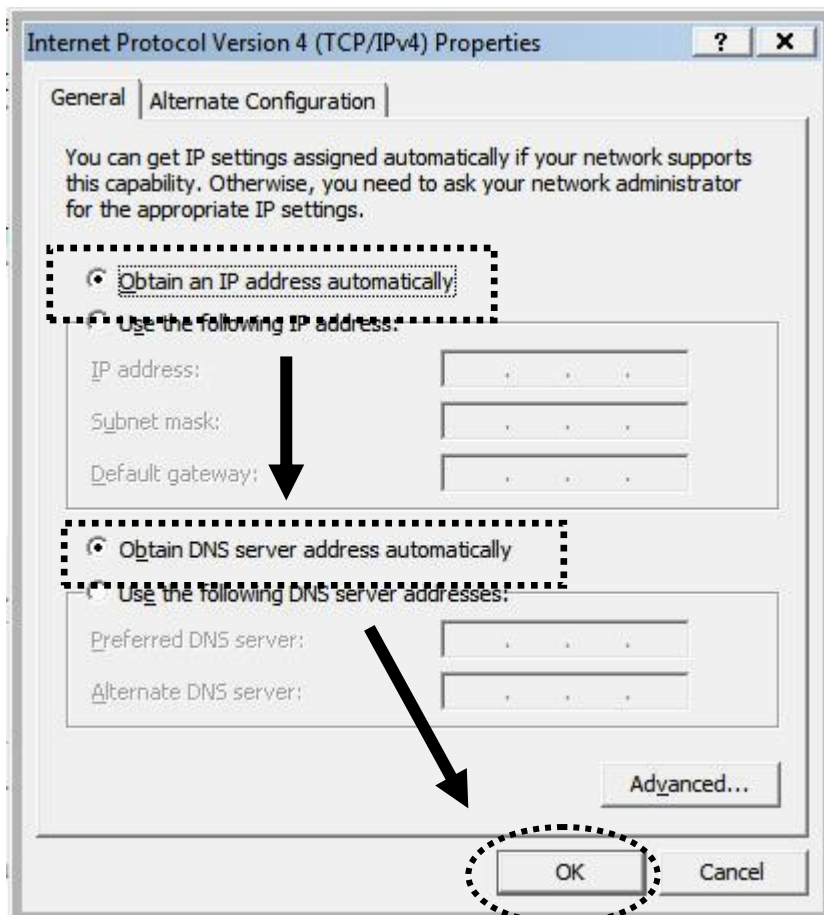 Internet Protocol Version 4 (TCP/IPv4) Properties
?
General
Alternate Configuration
You can get IP settings assigned automatically if your network supports
this capability. Otherwise, you need to ask your network administrator
for the appropriate IP settings.
Obtain an IP address automatically
Use the following IP address:
IP address:
Subnet mask:
Default gateway:
Obtain DNS server address automatically
Use the following DNS server addresses:
Preferred DNS server:
Alternate DNS server:
Advanced...
OK
Cancel